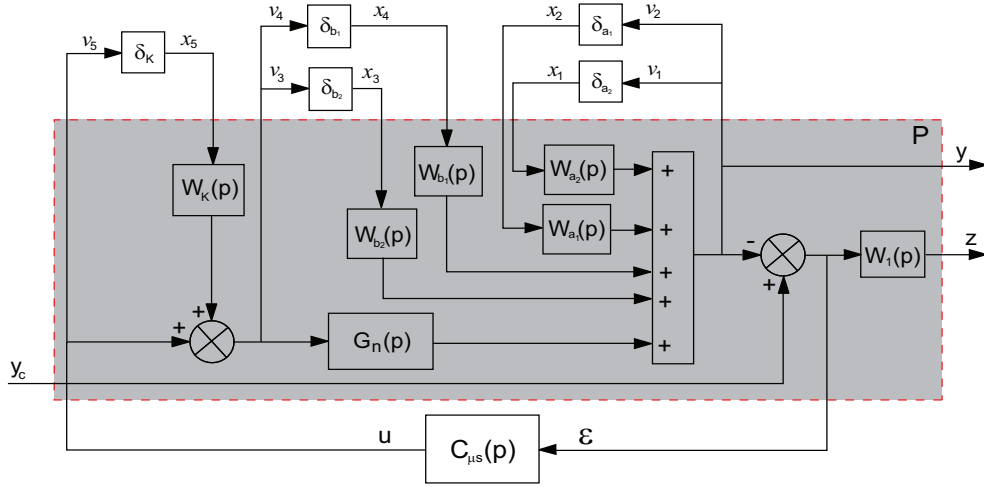 v₄ δb₁ x₄ x₂ δa₁ v₂
v₅ δK x₅
v₃ δb₂ x₃ x₁ δa₂ v₁
P
WK(p) Wb₁(p) Wa₂(p) + y
Wb₂(p) Wa₁(p) +
- W₁(p) z
+ +
+
+ + Gn(p) +
yc
u Cμs(p) ε